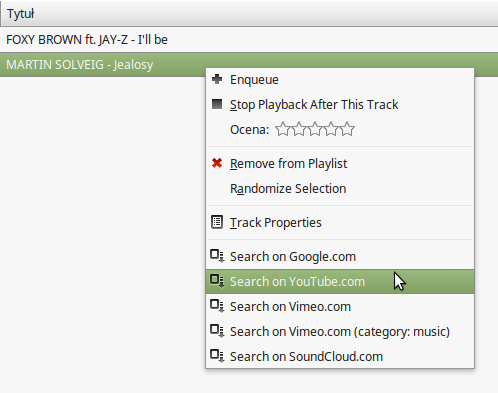 Tytuł
FOXY BROWN ft. JAY-Z - I'll be
MARTIN SOLVEIG - Jealosy
Enqueue
Stop Playback After This Track
Ocena:
Remove from Playlist
Randomize Selection
Track Properties
Search on Google.com
Search on YouTube.com
Search on Vimeo.com
Search on Vimeo.com (category: music)
Search on SoundCloud.com